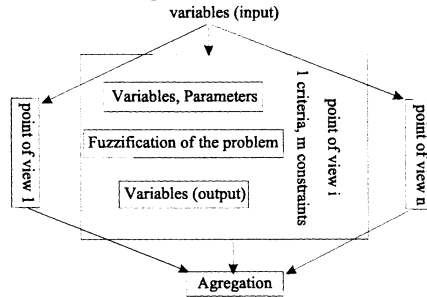 variables (input)
Variables, Parameters
Fuzzification of the problem
Variables (output)
l criteria, m constraints
point of view i
point of view 1
point of view n
Agregation